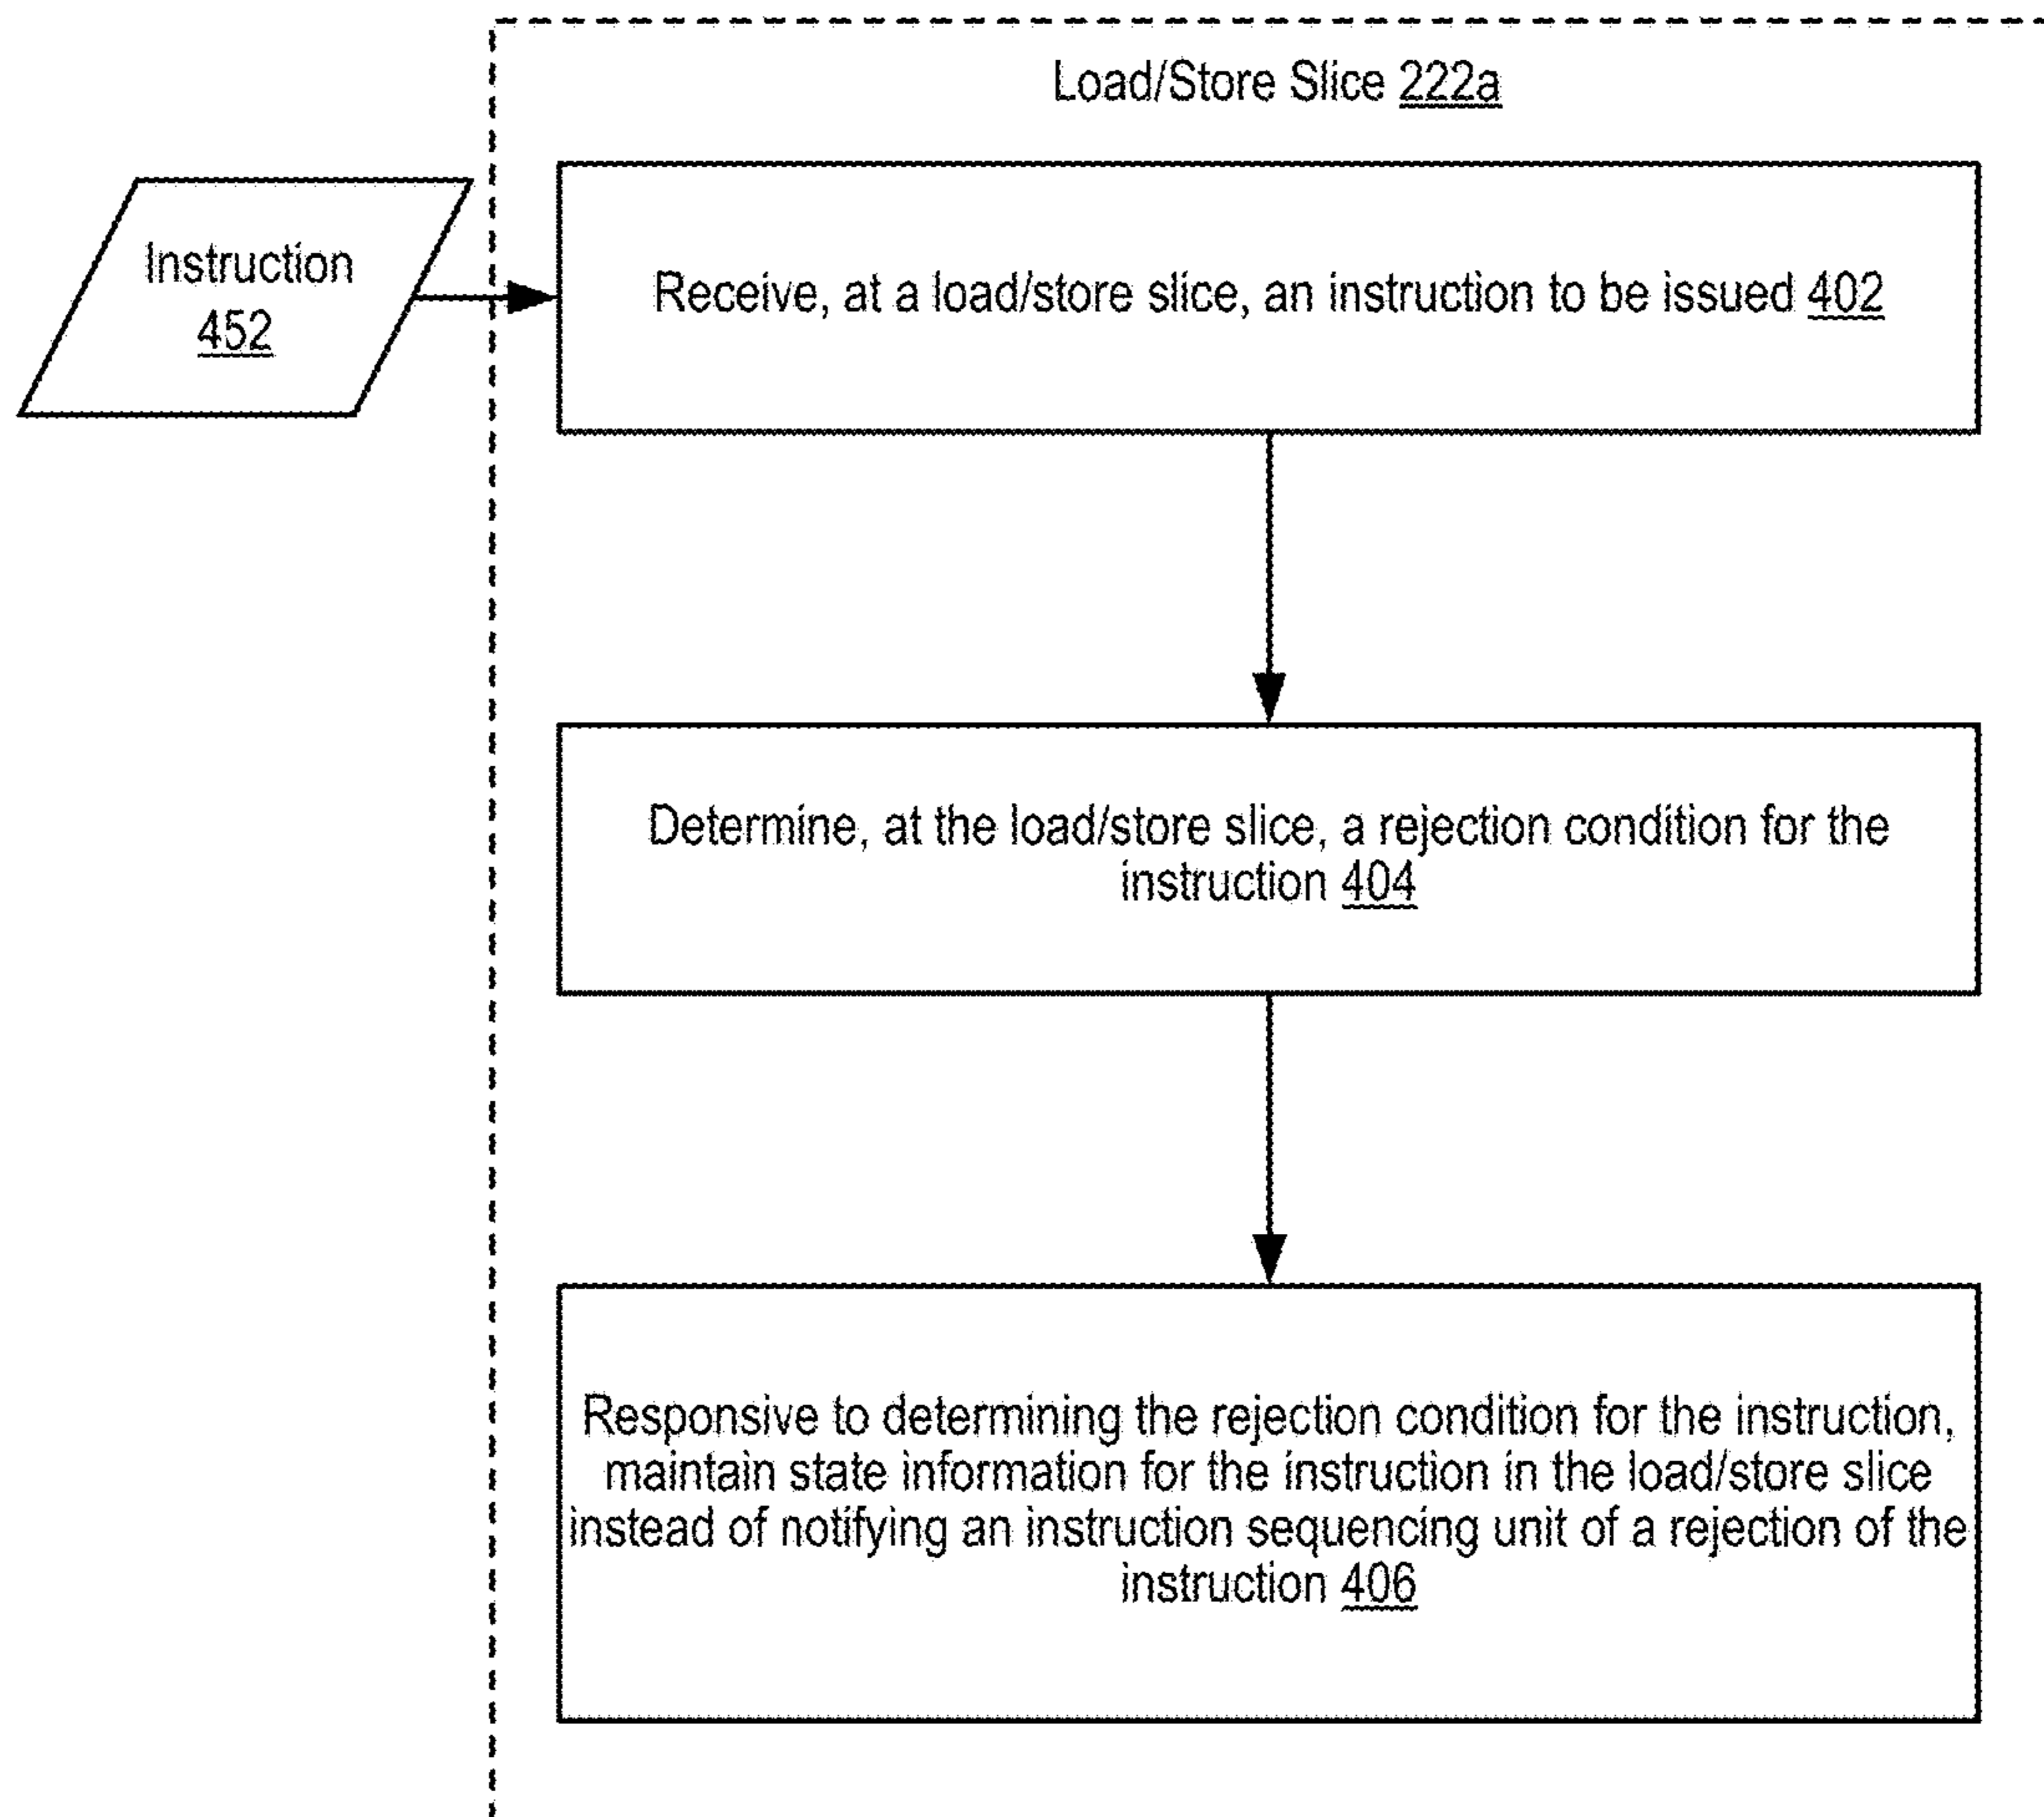 Load/Store Slice 222a
Instruction
452
Receive, at a load/store slice, an instruction to be issued 402
Determine, at the load/store slice, a rejection condition for the
instruction 404
Responsive to determining the rejection condition for the instruction,
maintain state information for the instruction in the load/store slice
instead of notifying an instruction sequencing unit of a rejection of the
instruction 406